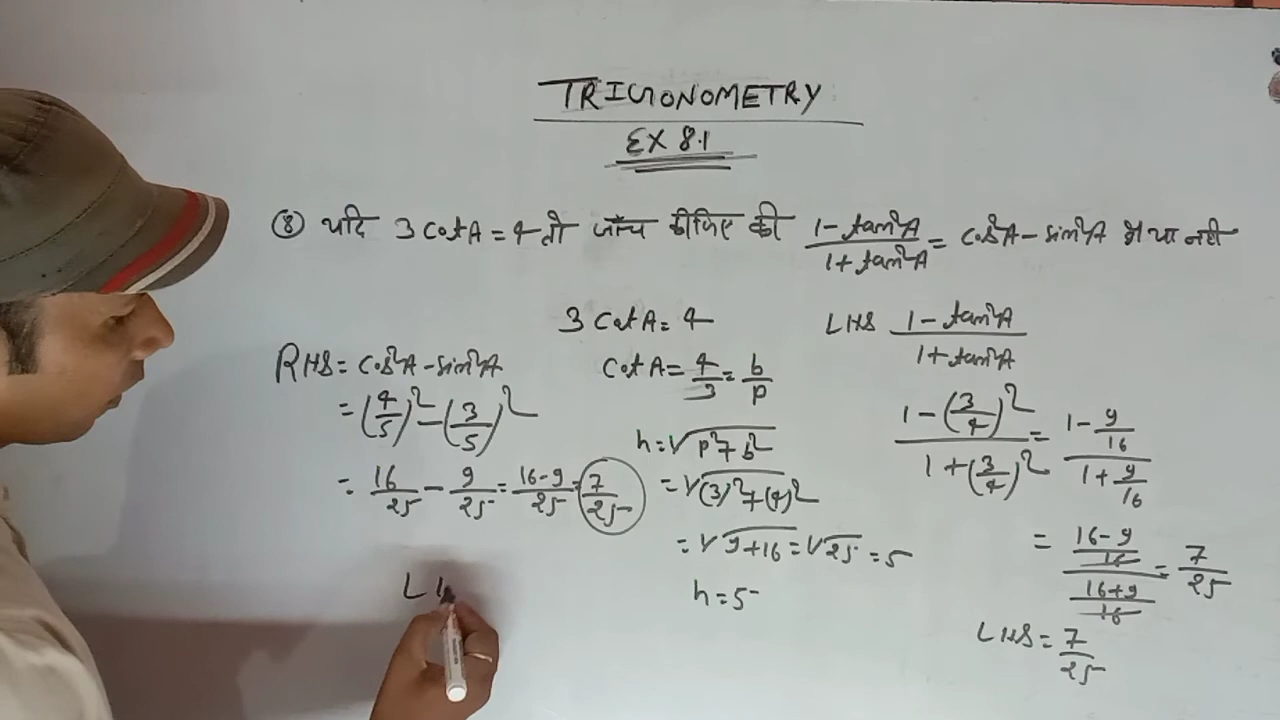 TRIGONOMETRY
EX 8.1
⑧ यदि 3 cot A = 4 तो जाँच कीजिए की (1 - tan²A)/(1 + tan²A) = cos²A - sin²A है या नही
3 cot A = 4
cot A = 4/3 = b/p
h = √(p² + b²)
= √((3)² + (4)²)
= √(9 + 16) = √25 = 5
h = 5
LHS (1 - tan²A)/(1 + tan²A)
(1 - (3/4)²)/(1 + (3/4)²) = (1 - 9/16)/(1 + 9/16)
= ((16 - 9)/16)/((16 + 9)/16) = 7/25
LHS = 7/25
RHS = cos²A - sin²A
= (4/5)² - (3/5)²
= 16/25 - 9/25 = (16 - 9)/25 = 7/25